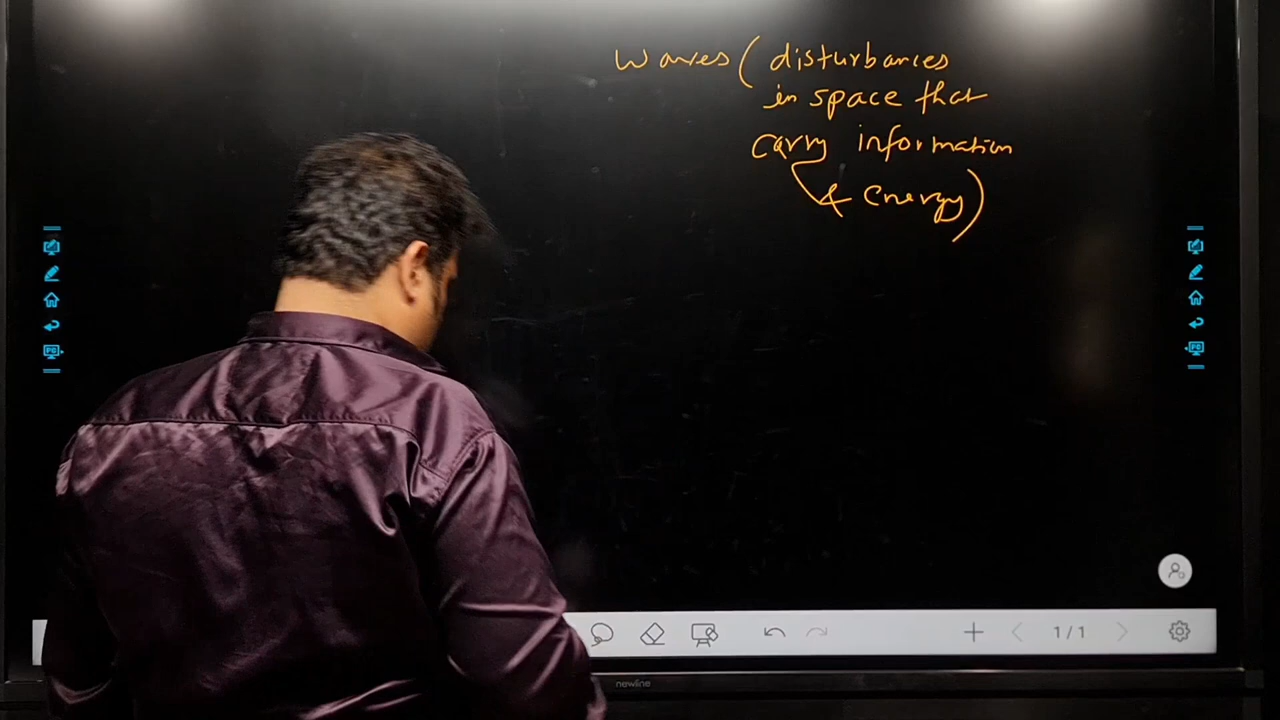 Waves (disturbances
in space that
carry information
& energy)
1/1
newline